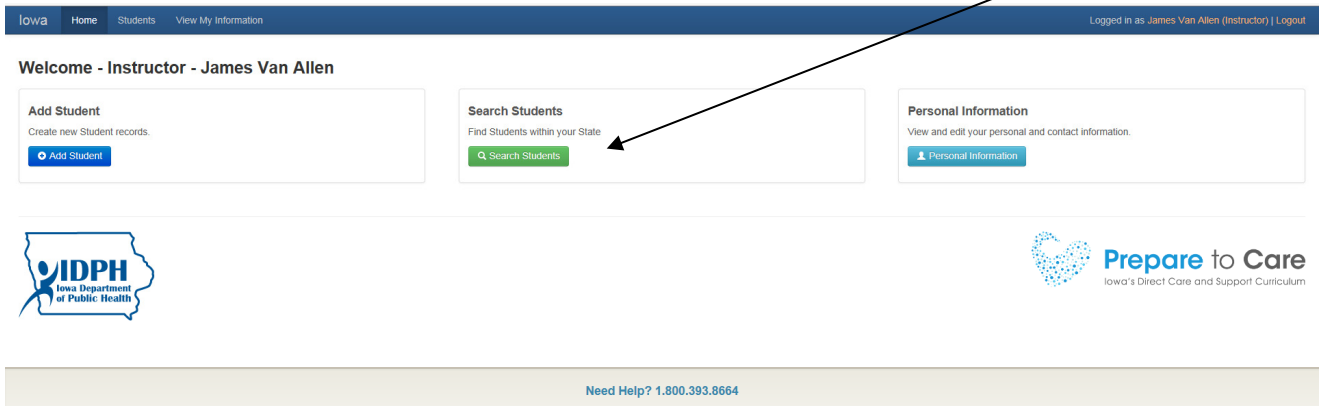 Iowa Home Students View My Information Logged in as James Van Allen (Instructor) | Logout
Welcome - Instructor - James Van Allen
Add Student
Create new Student records.
Add Student
Search Students
Find Students within your State
Search Students
Personal Information
View and edit your personal and contact information.
Personal Information
IDPH
Iowa Department
of Public Health
Prepare to Care
Iowa's Direct Care and Support Curriculum
Need Help? 1.800.393.8664